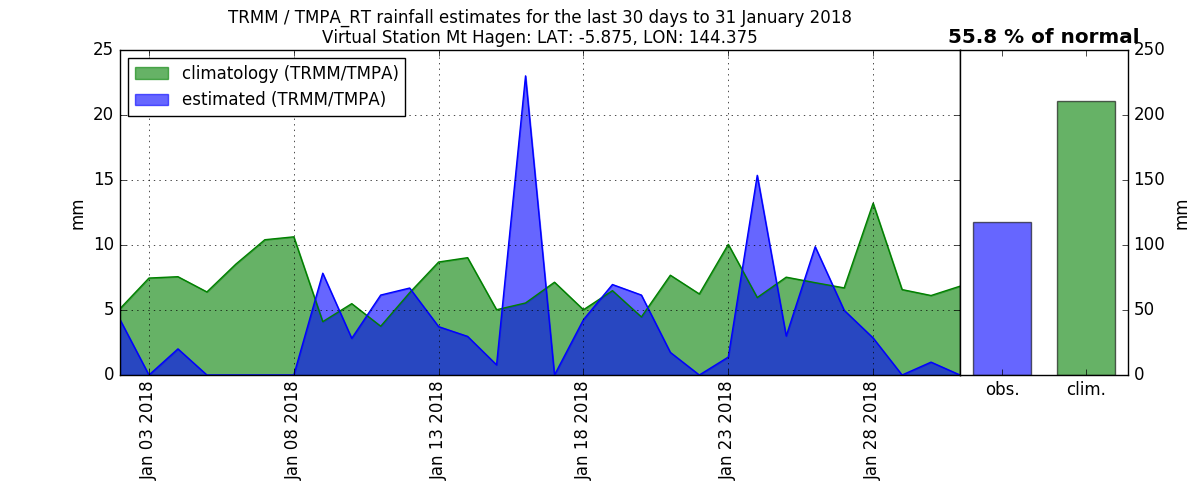 TRMM / TMPA_RT rainfall estimates for the last 30 days to 31 January 2018
Virtual Station Mt Hagen: LAT: -5.875, LON: 144.375
55.8 % of normal
climatology (TRMM/TMPA)
estimated (TRMM/TMPA)
25
20
15
10
5
0
mm
250
200
150
100
50
0
mm
Jan 03 2018
Jan 08 2018
Jan 13 2018
Jan 18 2018
Jan 23 2018
Jan 28 2018
obs.
clim.